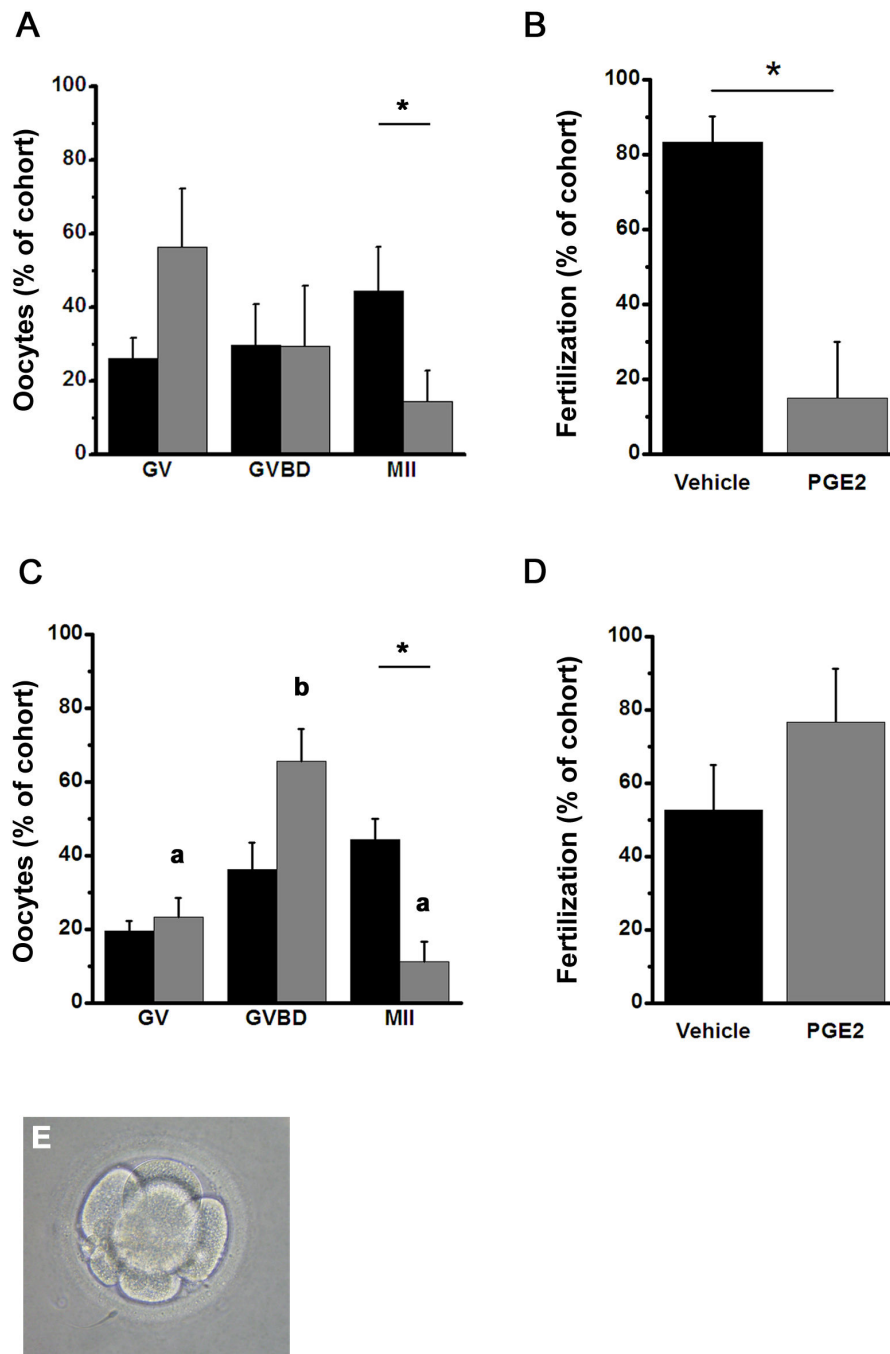 A
Oocytes (% of cohort)
100
80
60
40
20
0
*
GV GVBD MII
B
Fertilization (% of cohort)
100
80
60
40
20
0
*
Vehicle PGE2
C
Oocytes (% of cohort)
100
80
60
40
20
0
a
b
*
a
GV GVBD MII
D
Fertilization (% of cohort)
100
80
60
40
20
0
Vehicle PGE2
E